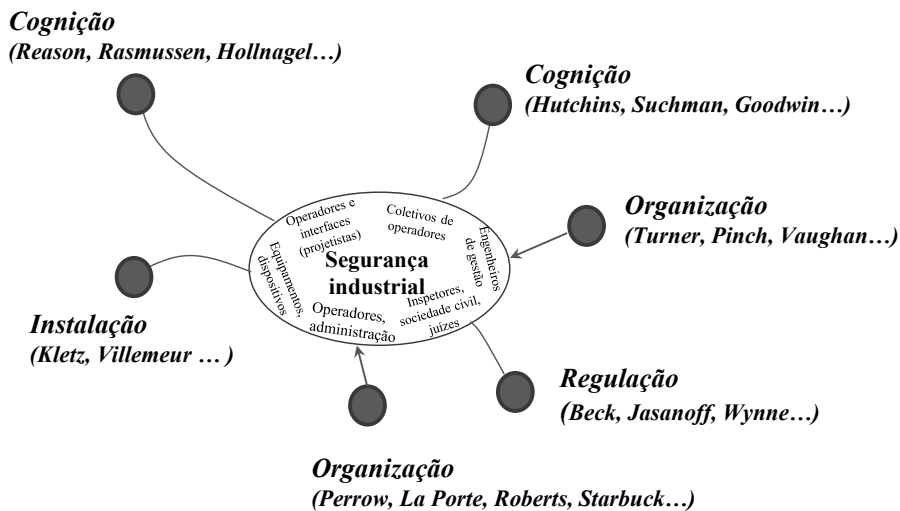 Cognição
(Reason, Rasmussen, Hollnagel…)
Cognição
(Hutchins, Suchman, Goodwin…)
Organização
(Turner, Pinch, Vaughan…)
Operadores e
interfaces
(projetistas)
Coletivos de
operadores
Engenheiros
de gestão
Equipamentos,
dispositivos
Segurança
industrial
Operadores,
administração
Inspetores,
sociedade civil,
juízes
Instalação
(Kletz, Villemeur … )
Regulação
(Beck, Jasanoff, Wynne…)
Organização
(Perrow, La Porte, Roberts, Starbuck…)